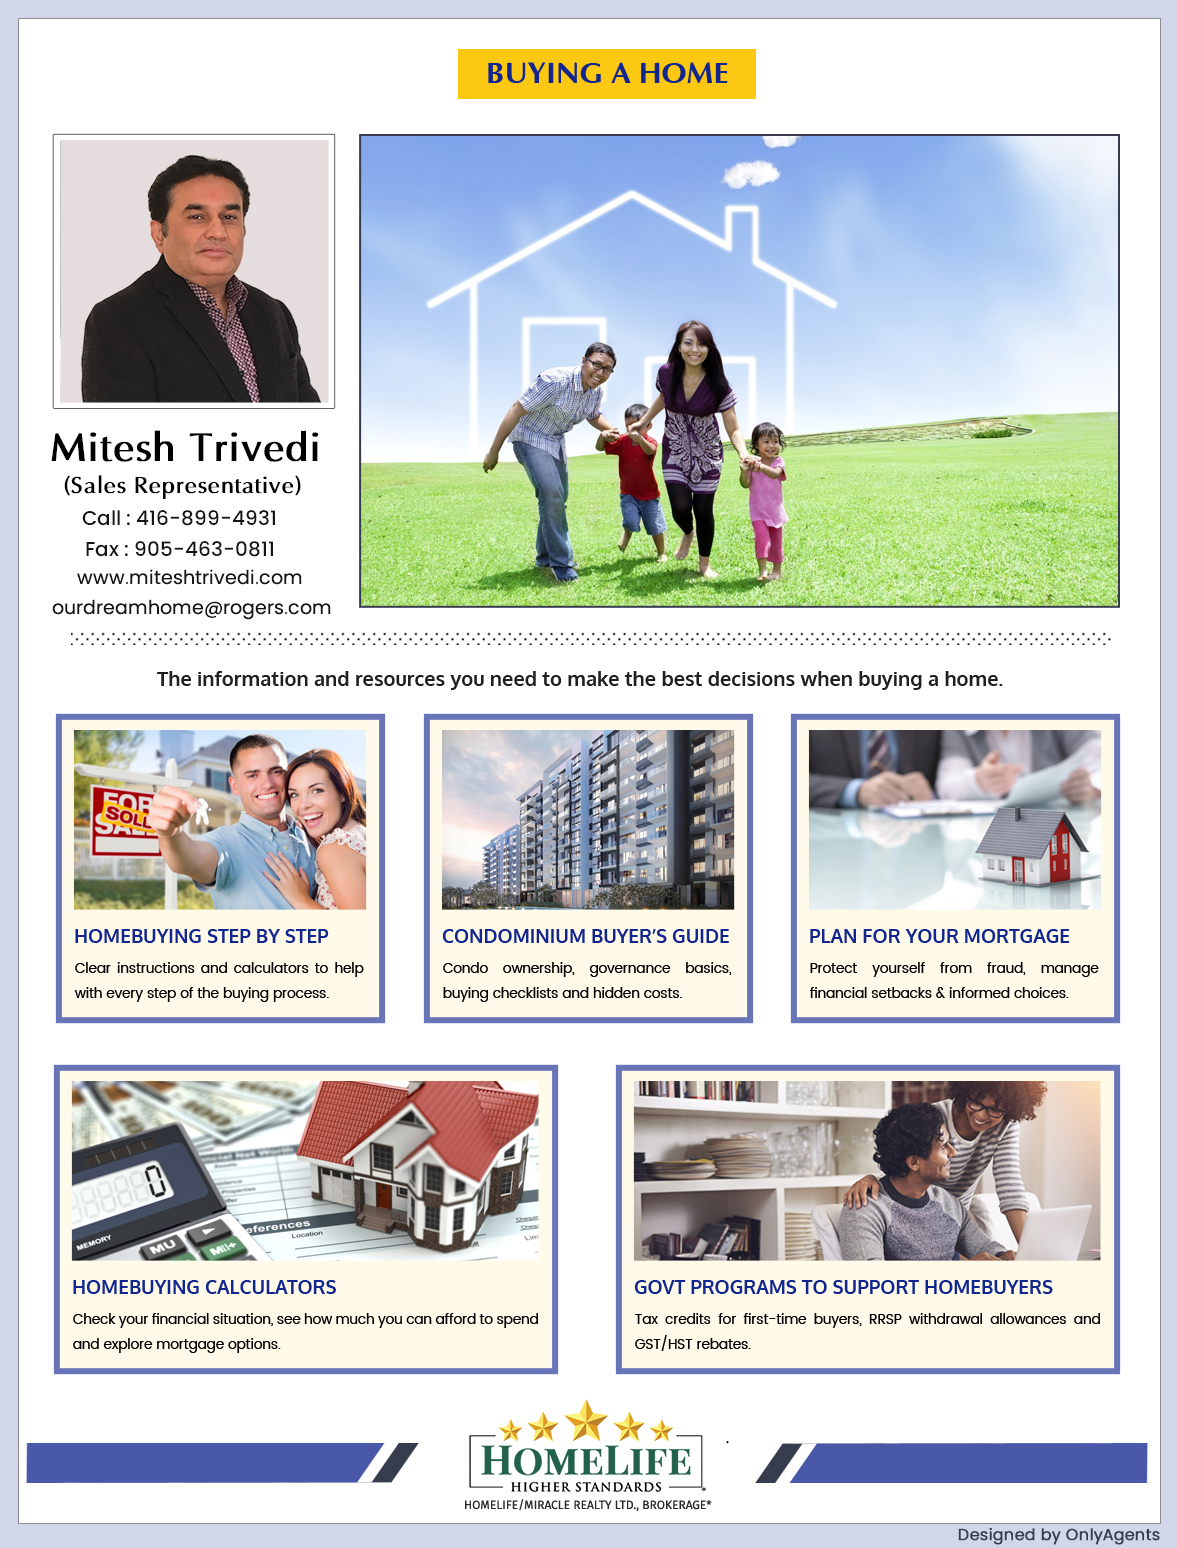 BUYING A HOME
Mitesh Trivedi
(Sales Representative)
Call : 416-899-4931
Fax : 905-463-0811
www.miteshtrivedi.com
ourdreamhome@rogers.com
The information and resources you need to make the best decisions when buying a home.
FOR
SOLD
SALE
HOMEBUYING STEP BY STEP
Clear instructions and calculators to help
with every step of the buying process.
CONDOMINIUM BUYER'S GUIDE
Condo ownership, governance basics,
buying checklists and hidden costs.
PLAN FOR YOUR MORTGAGE
Protect yourself from fraud, manage
financial setbacks & informed choices.
0
MEMORY
MU
MII+
eferences
Location
HOMEBUYING CALCULATORS
Check your financial situation, see how much you can afford to spend
and explore mortgage options.
GOVT PROGRAMS TO SUPPORT HOMEBUYERS
Tax credits for first-time buyers, RRSP withdrawal allowances and
GST/HST rebates.
HOMELIFE
HIGHER STANDARDS
HOMELIFE/MIRACLE REALTY LTD., BROKERAGE*
Designed by OnlyAgents